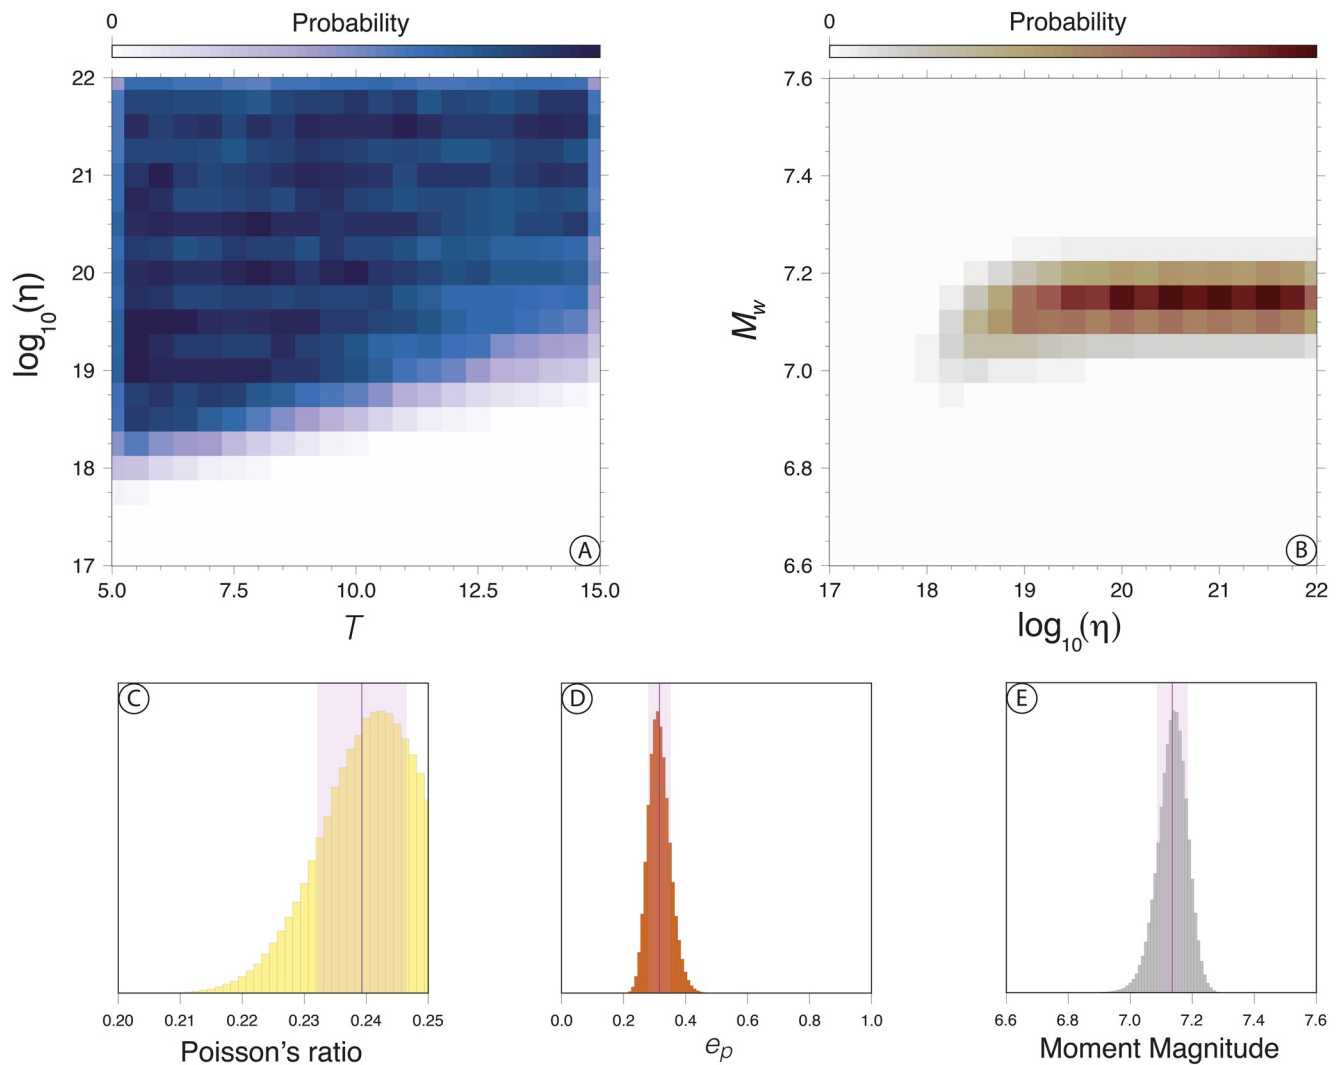 0 Probability
22
21
20
19
18
17
log10(η)
5.0 7.5 10.0 12.5 15.0
T
A
0 Probability
7.6
7.4
7.2
7.0
6.8
6.6
Mw
17 18 19 20 21 22
log10(η)
B
C
0.20 0.21 0.22 0.23 0.24 0.25
Poisson's ratio
D
0.0 0.2 0.4 0.6 0.8 1.0
ep
E
6.6 6.8 7.0 7.2 7.4 7.6
Moment Magnitude